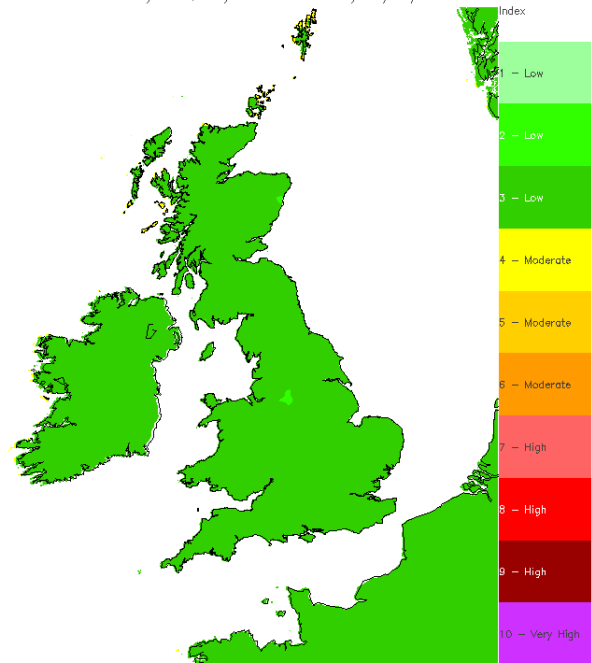 Index
1 - Low
2 - Low
3 - Low
4 - Moderate
5 - Moderate
6 - Moderate
7 - High
8 - High
9 - High
10 - Very High